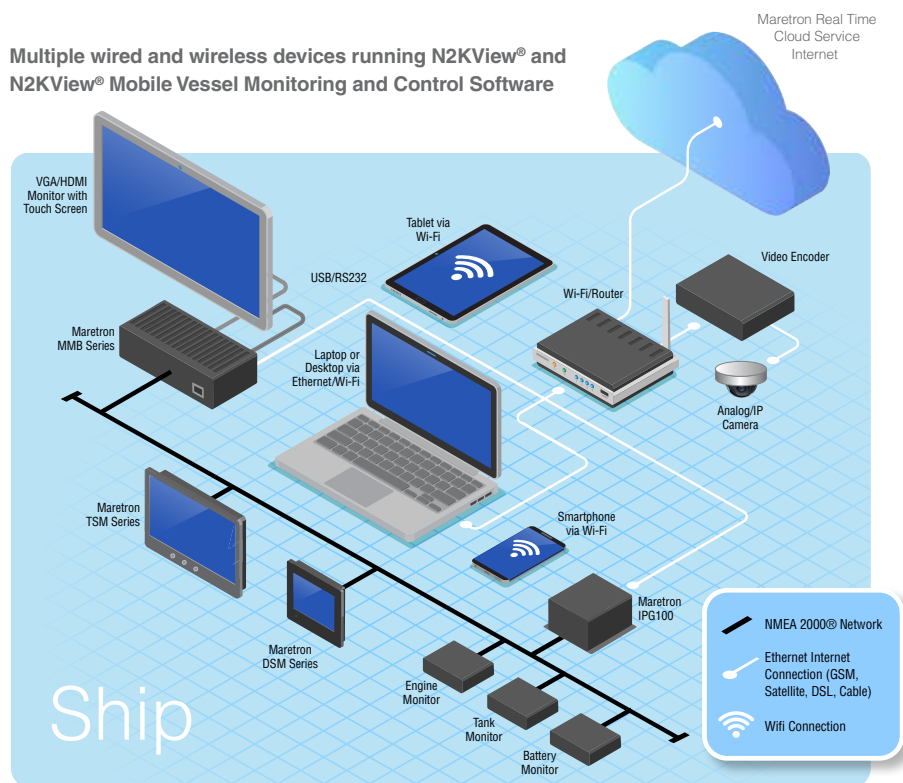 Maretron Real Time
Cloud Service
Internet
Multiple wired and wireless devices running N2KView® and
N2KView® Mobile Vessel Monitoring and Control Software
VGA/HDMI
Monitor with
Touch Screen
Tablet via
Wi-Fi
Video Encoder
USB/RS232
Wi-Fi/Router
Maretron
MMB Series
Laptop or
Desktop via
Ethernet/Wi-Fi
Analog/IP
Camera
Maretron
TSM Series
Smartphone
via Wi-Fi
Maretron
IPG100
Maretron
DSM Series
Engine
Monitor
Tank
Monitor
Battery
Monitor
Ship
NMEA 2000® Network
Ethernet Internet
Connection (GSM,
Satellite, DSL, Cable)
Wifi Connection